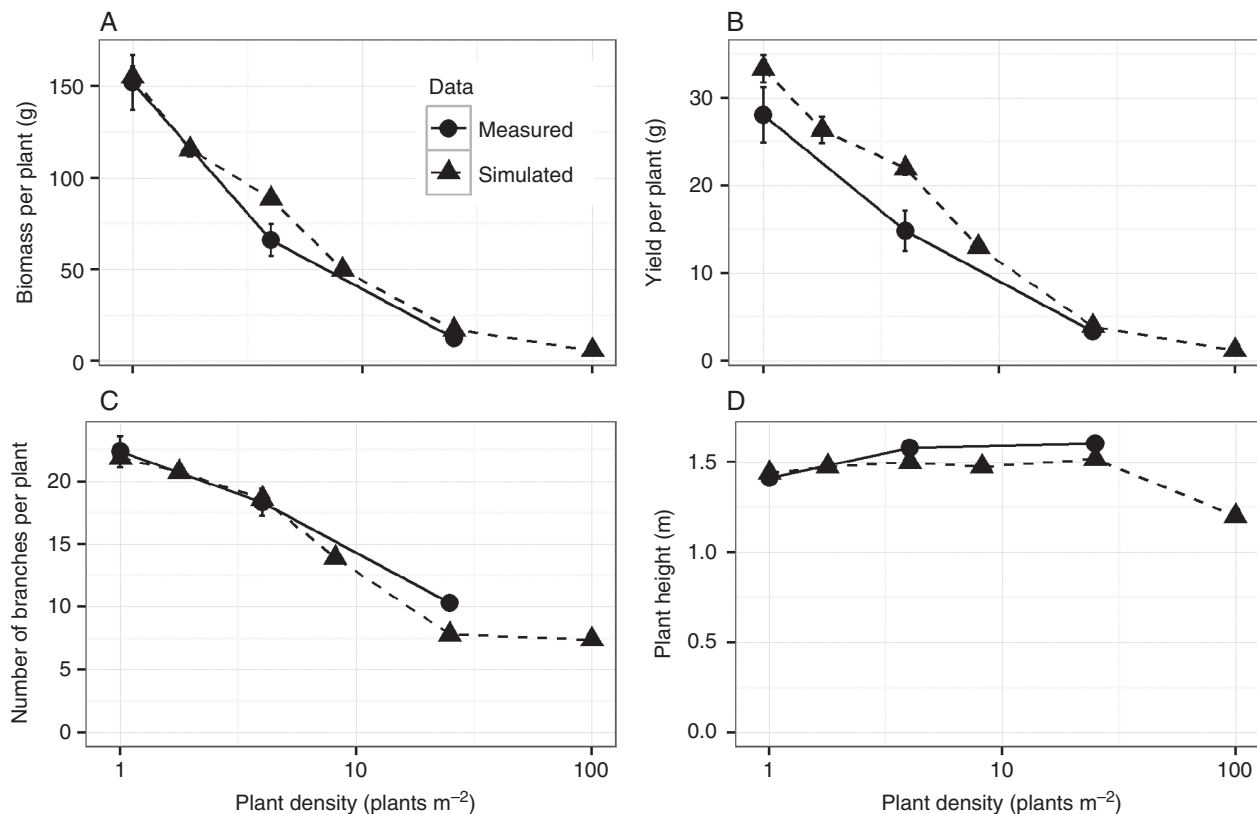 A
Biomass per plant (g)
150
100
50
0
Data
Measured
Simulated
B
Yield per plant (g)
30
20
10
0
C
Number of branches per plant
20
15
10
5
0
1
10
100
Plant density (plants m⁻²)
D
Plant height (m)
1.5
1.0
0.5
0.0
1
10
100
Plant density (plants m⁻²)